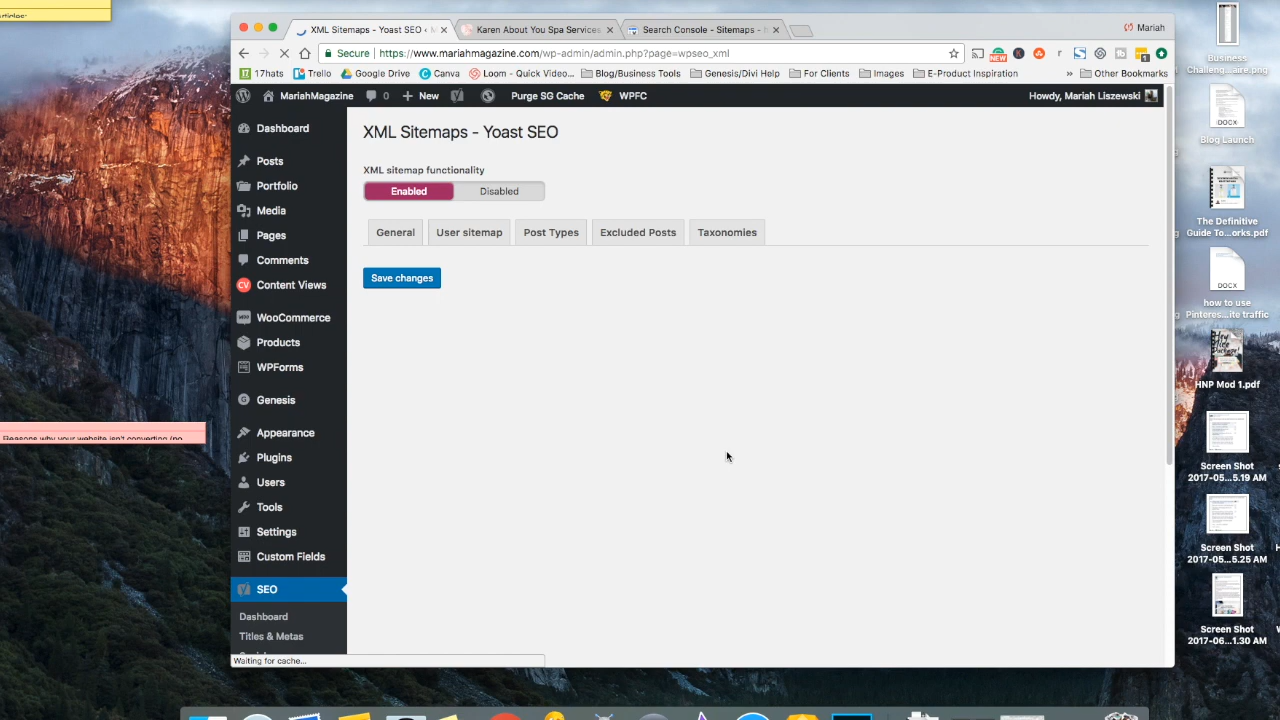 articles:
XML Sitemaps - Yoast SEO ‹ M
Karen About You Spa Services
Search Console - Sitemaps - h
Mariah
Secure https://www.mariahmagazine.com/wp-admin/admin.php?page=wpseo_xml
NEW
1
17hats Trello Google Drive Canva Loom - Quick, Fo... Blog/Business Tools Genesis/Divi Help For Clients Images E-Product Inspiration » Other Bookmarks
MariahMagazine 0 New S3 Cache WPFC Howdy, Mariah Liszewski
XML Sitemaps - Yoast SEO
XML sitemap functionality
Enabled Disabled
General User sitemap Post Types Excluded Posts Taxonomies
Save changes
Dashboard
Posts
Portfolio
Media
Pages
Comments
Content Views
WooCommerce
Products
WPForms
Genesis
Appearance
Plugins
Users
Tools
Settings
Custom Fields
SEO
Dashboard
Titles & Metas
Waiting for cache...
Reasons why your website isn't converting (no
Business
Challeng...aire.png
DOCX
Blog Launch
The Definitive
Guide To...orks.pdf
DOCX
how to use
Pinteres...ite traffic
HNP Mod 1.pdf
Screen Shot
2017-05...5.19 AM
Screen Shot
2017-05...5.25 AM
Screen Shot
2017-06...1.30 AM